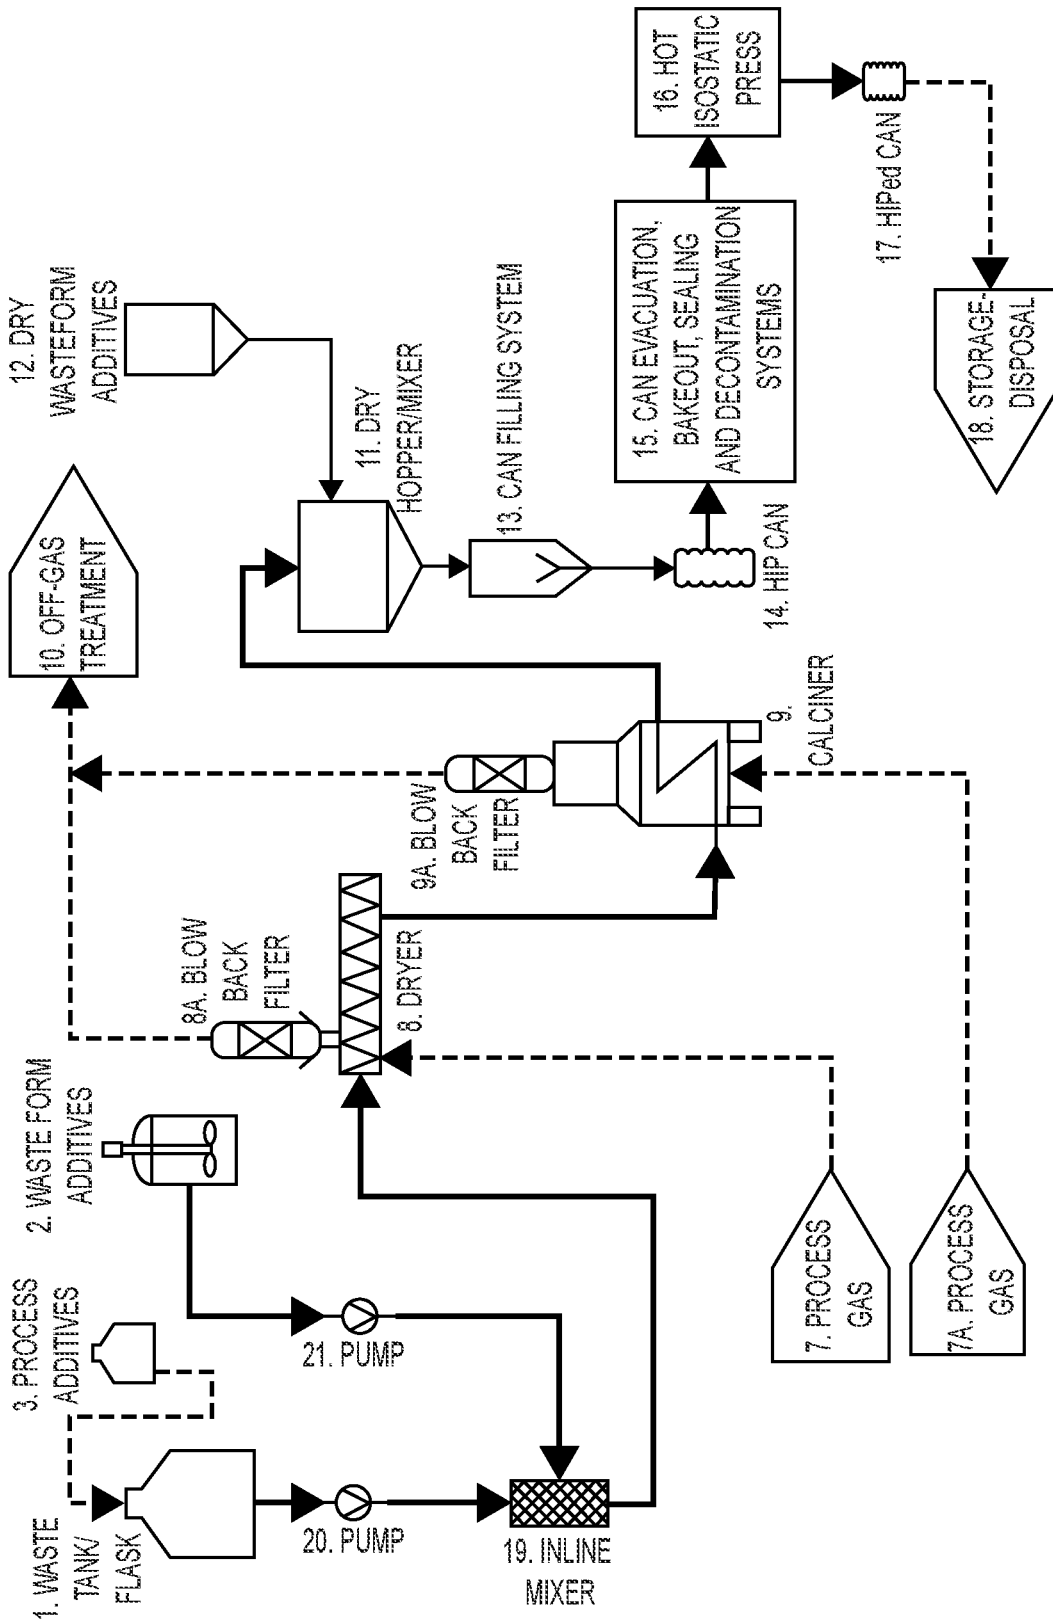 1. WASTE
TANK/
FLASK
3. PROCESS
ADDITIVES
2. WASTE FORM
ADDITIVES
20. PUMP
21. PUMP
19. INLINE
MIXER
8A. BLOW
BACK
FILTER
8. DRYER
7. PROCESS
GAS
7A. PROCESS
GAS
9A. BLOW
BACK
FILTER
9.
CALCINER
10. OFF-GAS
TREATMENT
12. DRY
WASTEFORM
ADDITIVES
11. DRY
HOPPER/MIXER
13. CAN FILLING SYSTEM
14. HIP CAN
15. CAN EVACUATION,
BAKEOUT, SEALING
AND DECONTAMINATION
SYSTEMS
16. HOT
ISOSTATIC
PRESS
17. HIPed CAN
18. STORAGE-
DISPOSAL